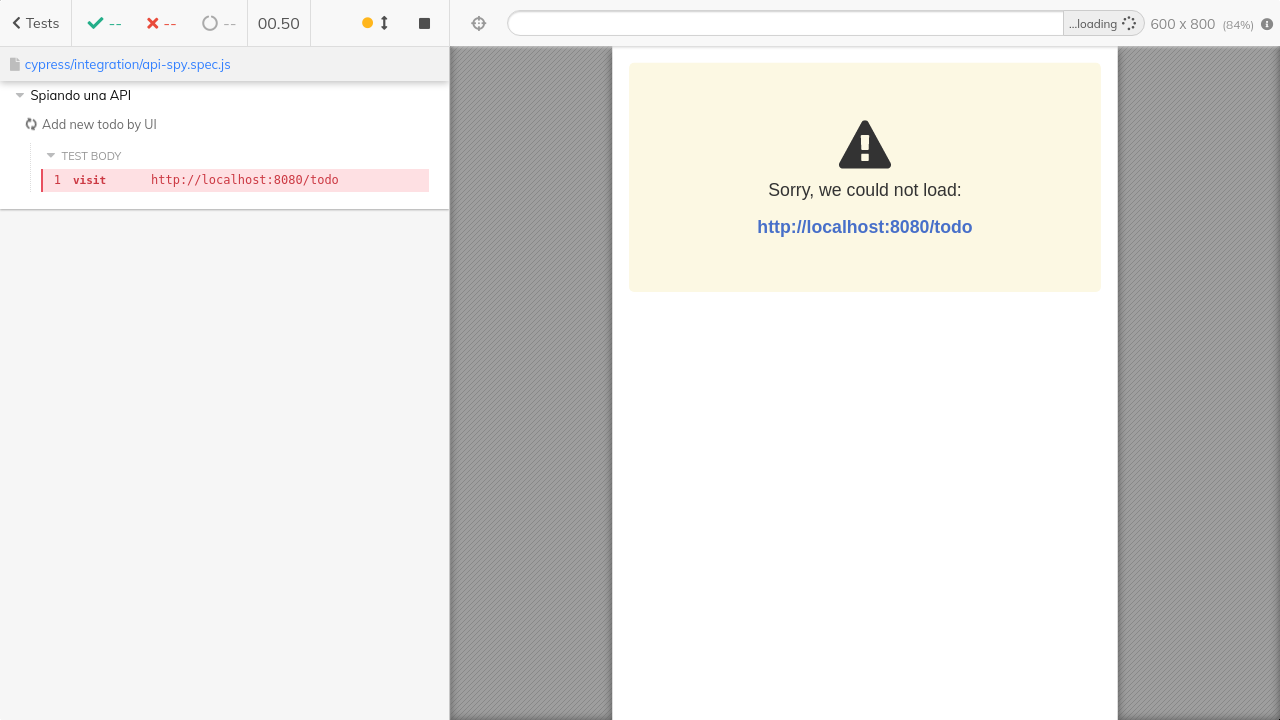 Tests -- -- -- 00.50
...loading 600 x 800 (84%)
cypress/integration/api-spy.spec.js
Spiando una API
Add new todo by UI
TEST BODY
1 visit http://localhost:8080/todo
Sorry, we could not load:
http://localhost:8080/todo